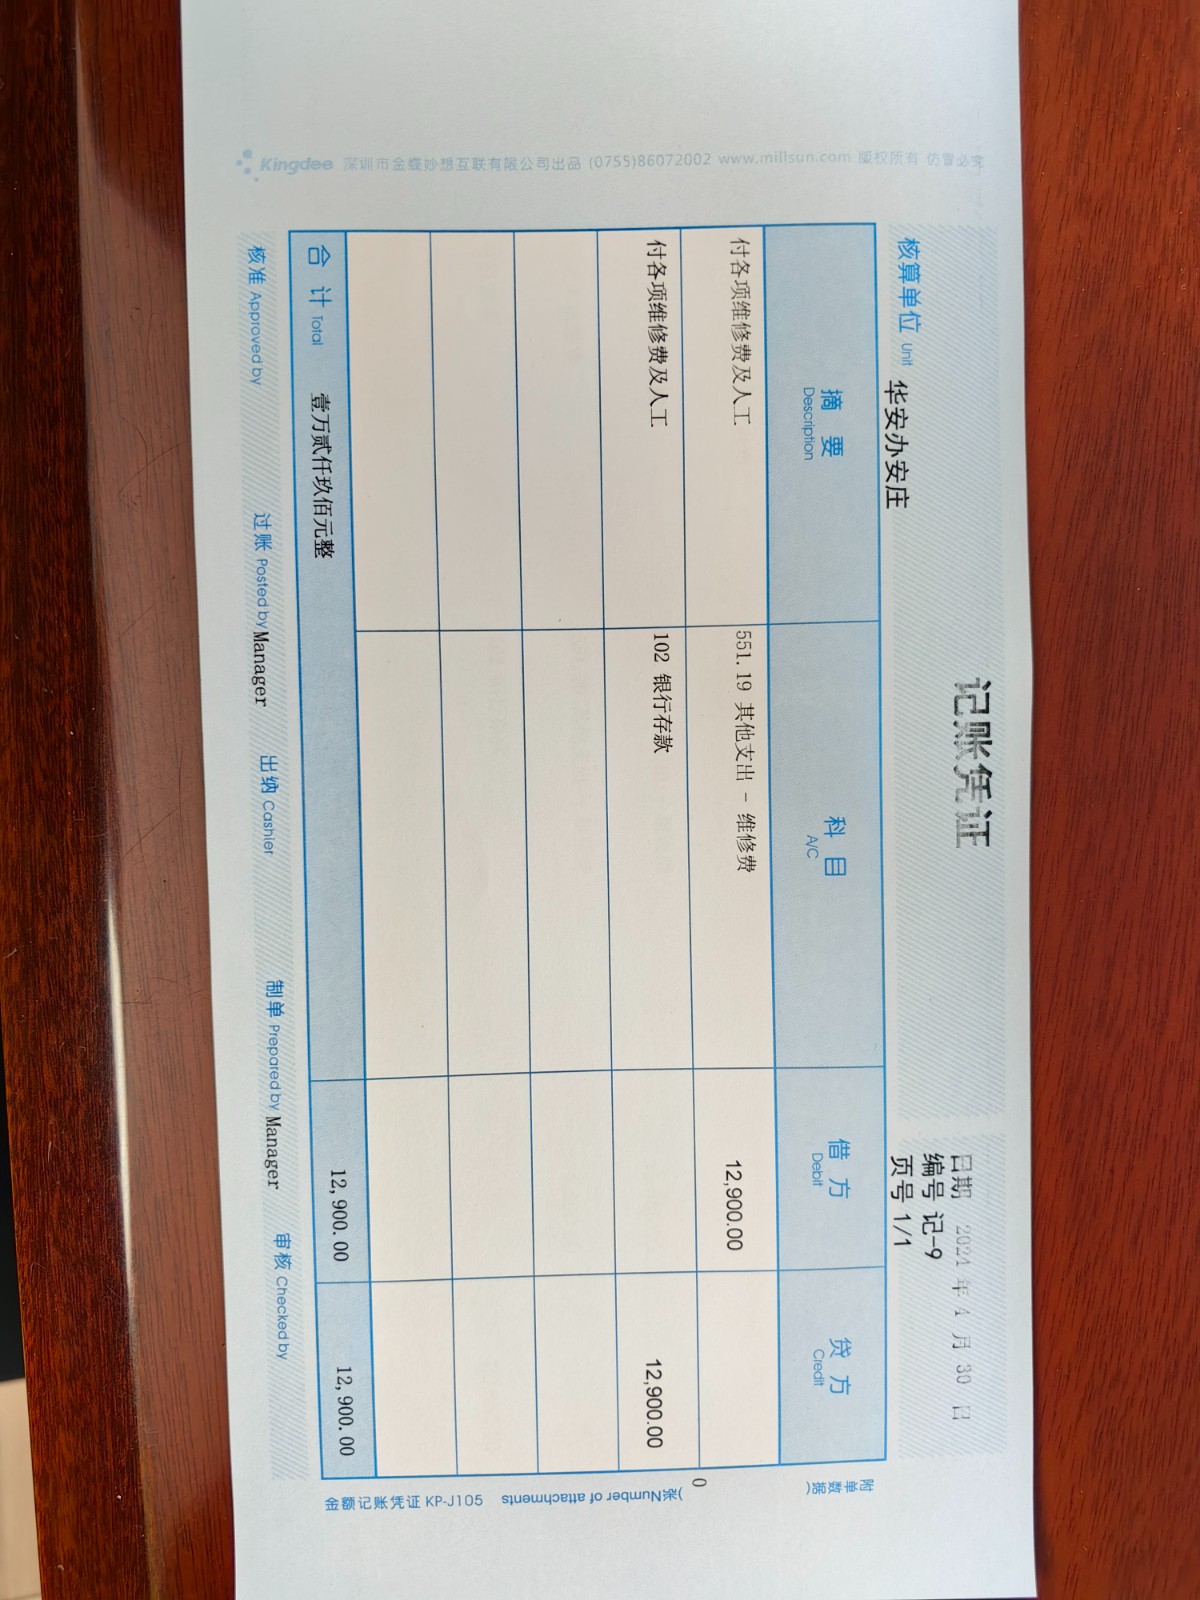 记账凭证
日期 2021 年 4 月 30 日
编号 记-9
页号 1/1
核算单位 Unit 华安办安庄
附单数据)
摘要 Description 科目 A/C 借方 Debit 贷方 Credit
付各项维修费及人工 551.19 其他支出 - 维修费 12,900.00
0
付各项维修费及人工 102 银行存款 12,900.00
张)Number of attachments
合计 Total 壹万贰仟玖佰元整 12,900.00 12,900.00
金额记账凭证 KP-J105
核准 Approved by 过账 Posted by Manager 出纳 Cashier 制单 Prepared by Manager 审核 Checked by
Kingdee 深圳市金蝶妙想互联有限公司出品 (0755)86072002 www.millsun.com 版权所有 仿冒必究